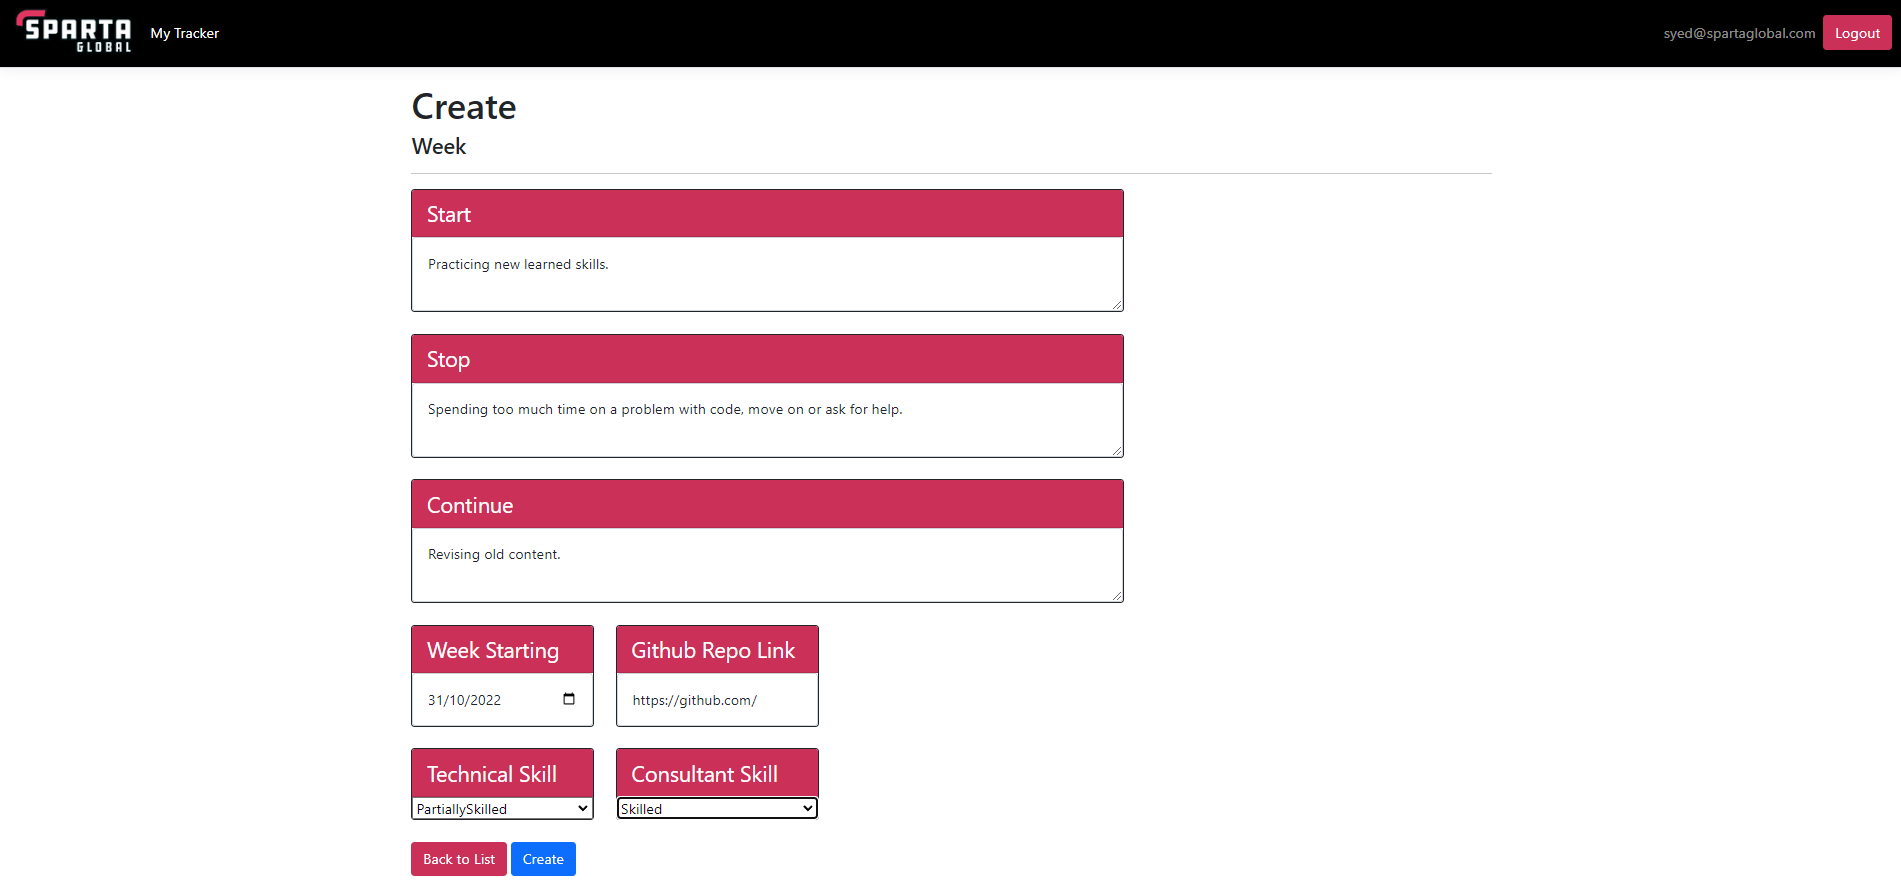 SPARTA
GLOBAL
My Tracker
syed@spartaglobal.com
Logout
Create
Week
Start
Practicing new learned skills.
Stop
Spending too much time on a problem with code, move on or ask for help.
Continue
Revising old content.
Week Starting
Github Repo Link
31/10/2022
https://github.com/
Technical Skill
Consultant Skill
PartiallySkilled
Skilled
Back to List
Create